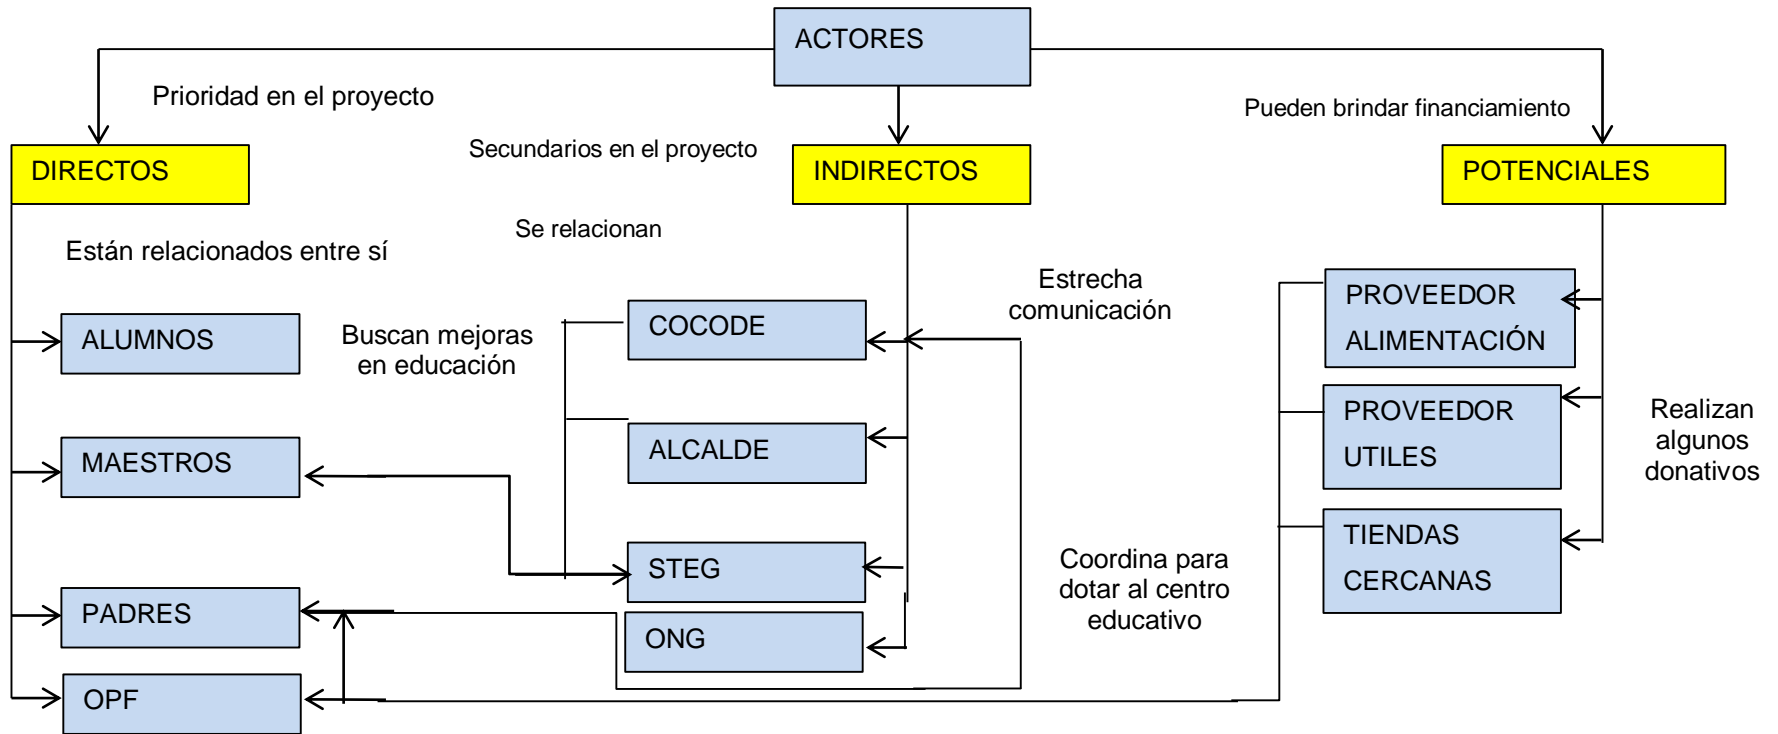 ACTORES
Prioridad en el proyecto
Pueden brindar financiamiento
Secundarios en el proyecto
DIRECTOS
INDIRECTOS
POTENCIALES
Se relacionan
Están relacionados entre sí
Estrecha
comunicación
PROVEEDOR
ALIMENTACIÓN
ALUMNOS
Buscan mejoras
en educación
COCODE
PROVEEDOR
UTILES
Realizan
algunos
donativos
MAESTROS
ALCALDE
TIENDAS
CERCANAS
STEG
Coordina para
dotar al centro
educativo
PADRES
ONG
OPF